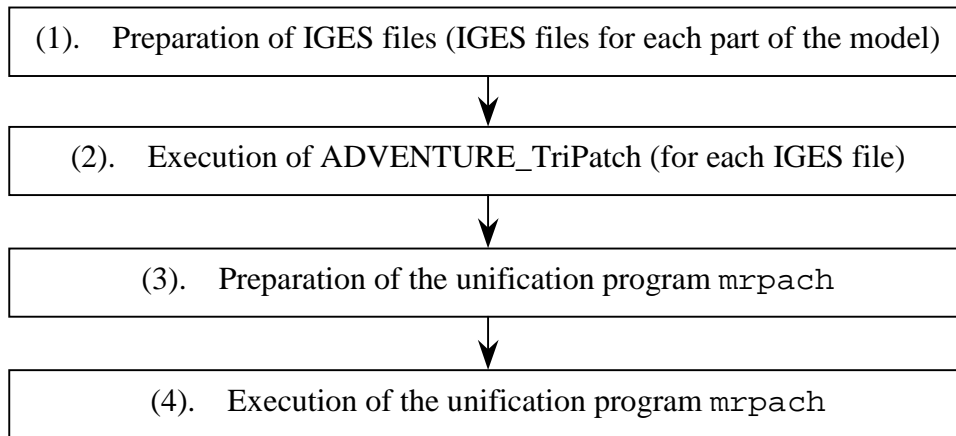 (1). Preparation of IGES files (IGES files for each part of the model)
(2). Execution of ADVENTURE_TriPatch (for each IGES file)
(3). Preparation of the unification program mrpach
(4). Execution of the unification program mrpach